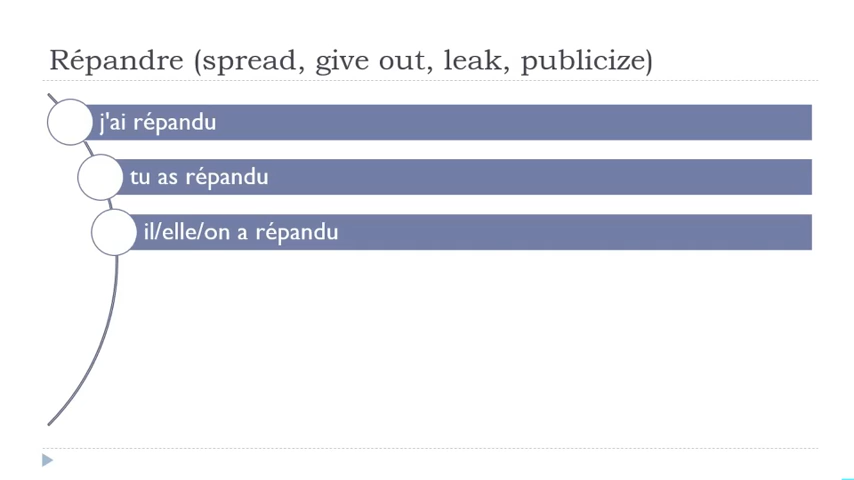 Répandre (spread, give out, leak, publicize)
j'ai répandu
tu as répandu
il/elle/on a répandu